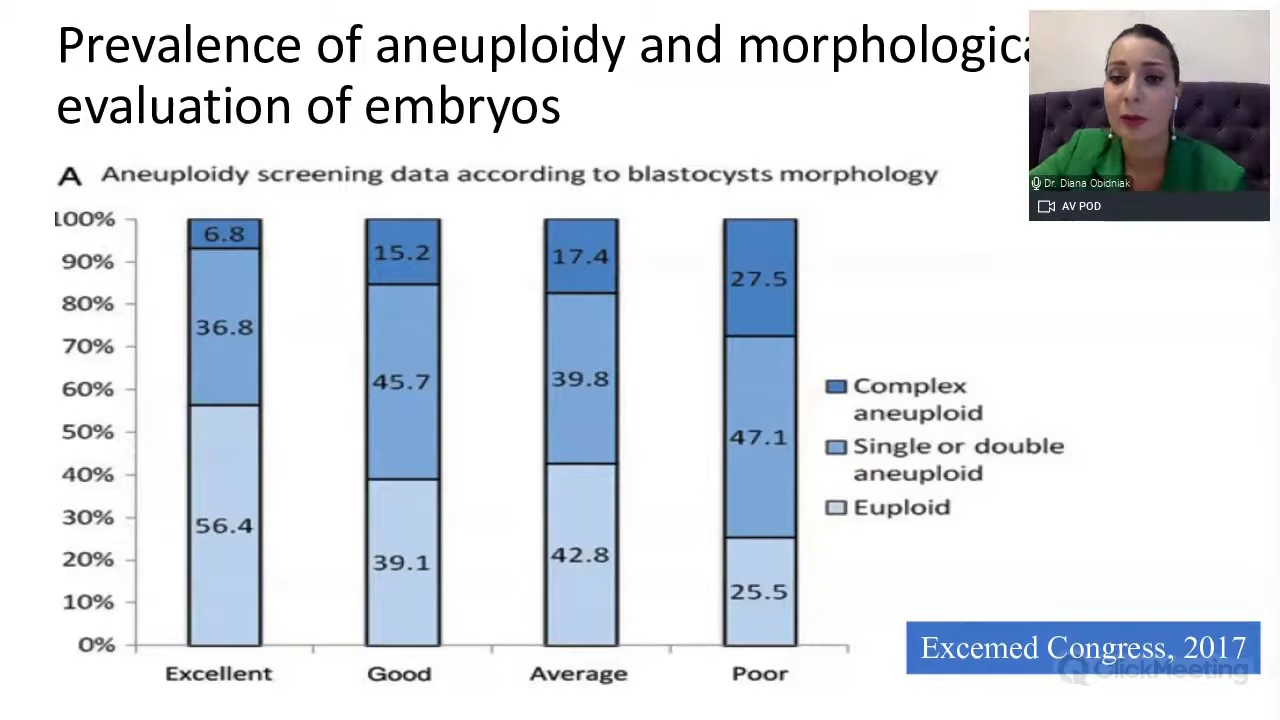 Prevalence of aneuploidy and morphologica
evaluation of embryos
Dr. Diana Obidniak
AV POD
A Aneuploidy screening data according to blastocysts morphology
100%
90%
80%
70%
60%
50%
40%
30%
20%
10%
0%
6.8
36.8
56.4
15.2
45.7
39.1
17.4
39.8
42.8
27.5
47.1
25.5
Excellent Good Average Poor
Complex
aneuploid
Single or double
aneuploid
Euploid
Excemed Congress, 2017
ClickMeeting